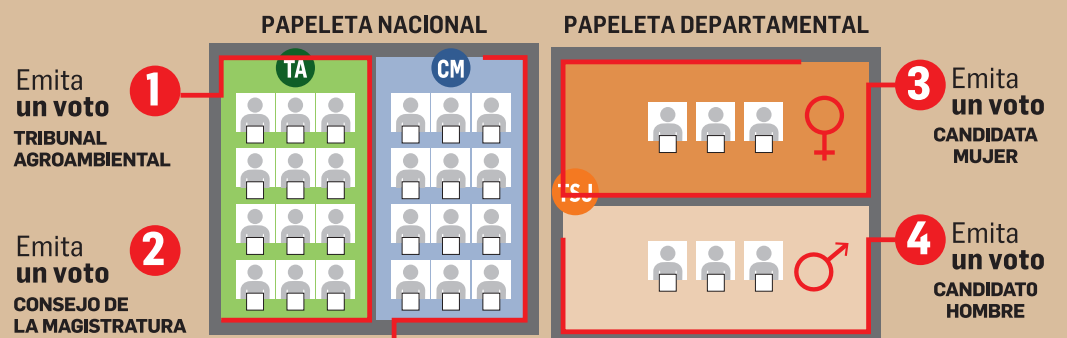 PAPELETA NACIONAL
PAPELETA DEPARTAMENTAL
1
Emita
un voto
TRIBUNAL
AGROAMBIENTAL
2
Emita
un voto
CONSEJO DE
LA MAGISTRATURA
TA
CM
TSJ
3
Emita
un voto
CANDIDATA
MUJER
4
Emita
un voto
CANDIDATO
HOMBRE